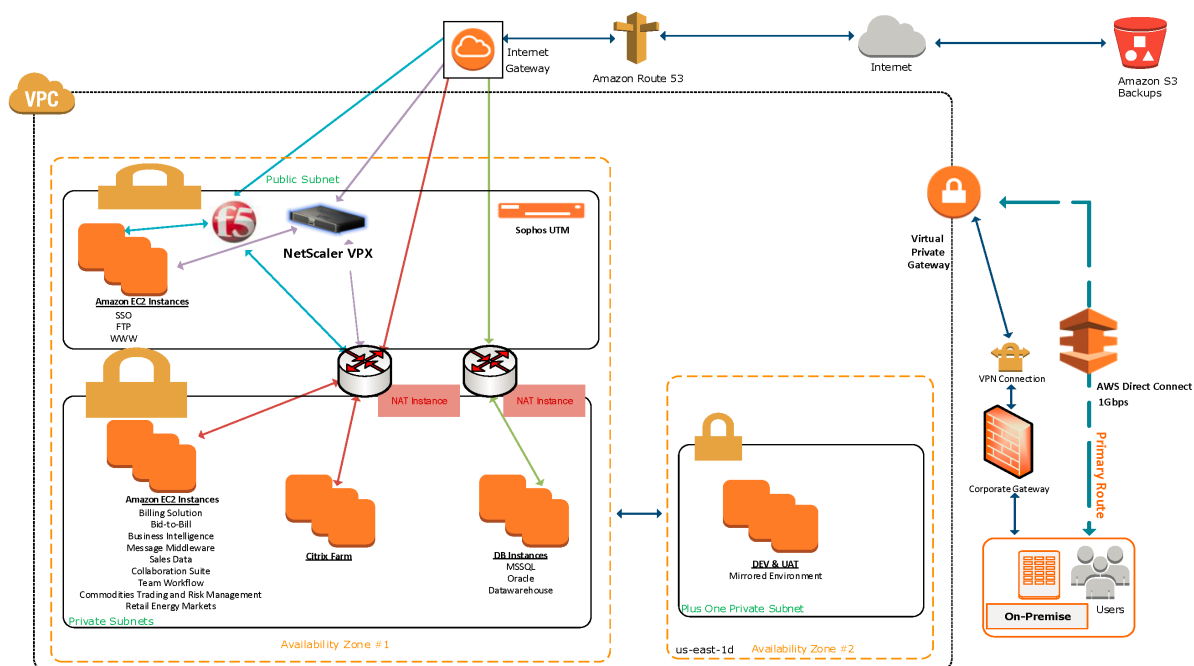 Internet
Gateway
Amazon Route 53
Internet
Amazon S3
Backups
VPC
Public Subnet
f5
NetScaler VPX
Sophos UTM
Amazon EC2 Instances
SSO
FTP
WWW
Virtual
Private
Gateway
NAT Instance
NAT Instance
VPN Connection
AWS Direct Connect
1Gbps
Primary Route
Corporate Gateway
Amazon EC2 Instances
Billing Solution
Bid-to-Bill
Business Intelligence
Message Middleware
Sales Data
Collaboration Suite
Team Workflow
Commodities Trading and Risk Management
Retail Energy Markets
Citrix Farm
DB Instances
MSSQL
Oracle
Datawarehouse
Private Subnets
Availability Zone #1
DEV & UAT
Mirrored Environment
Plus One Private Subnet
us-east-1d
Availability Zone #2
Users
On-Premise